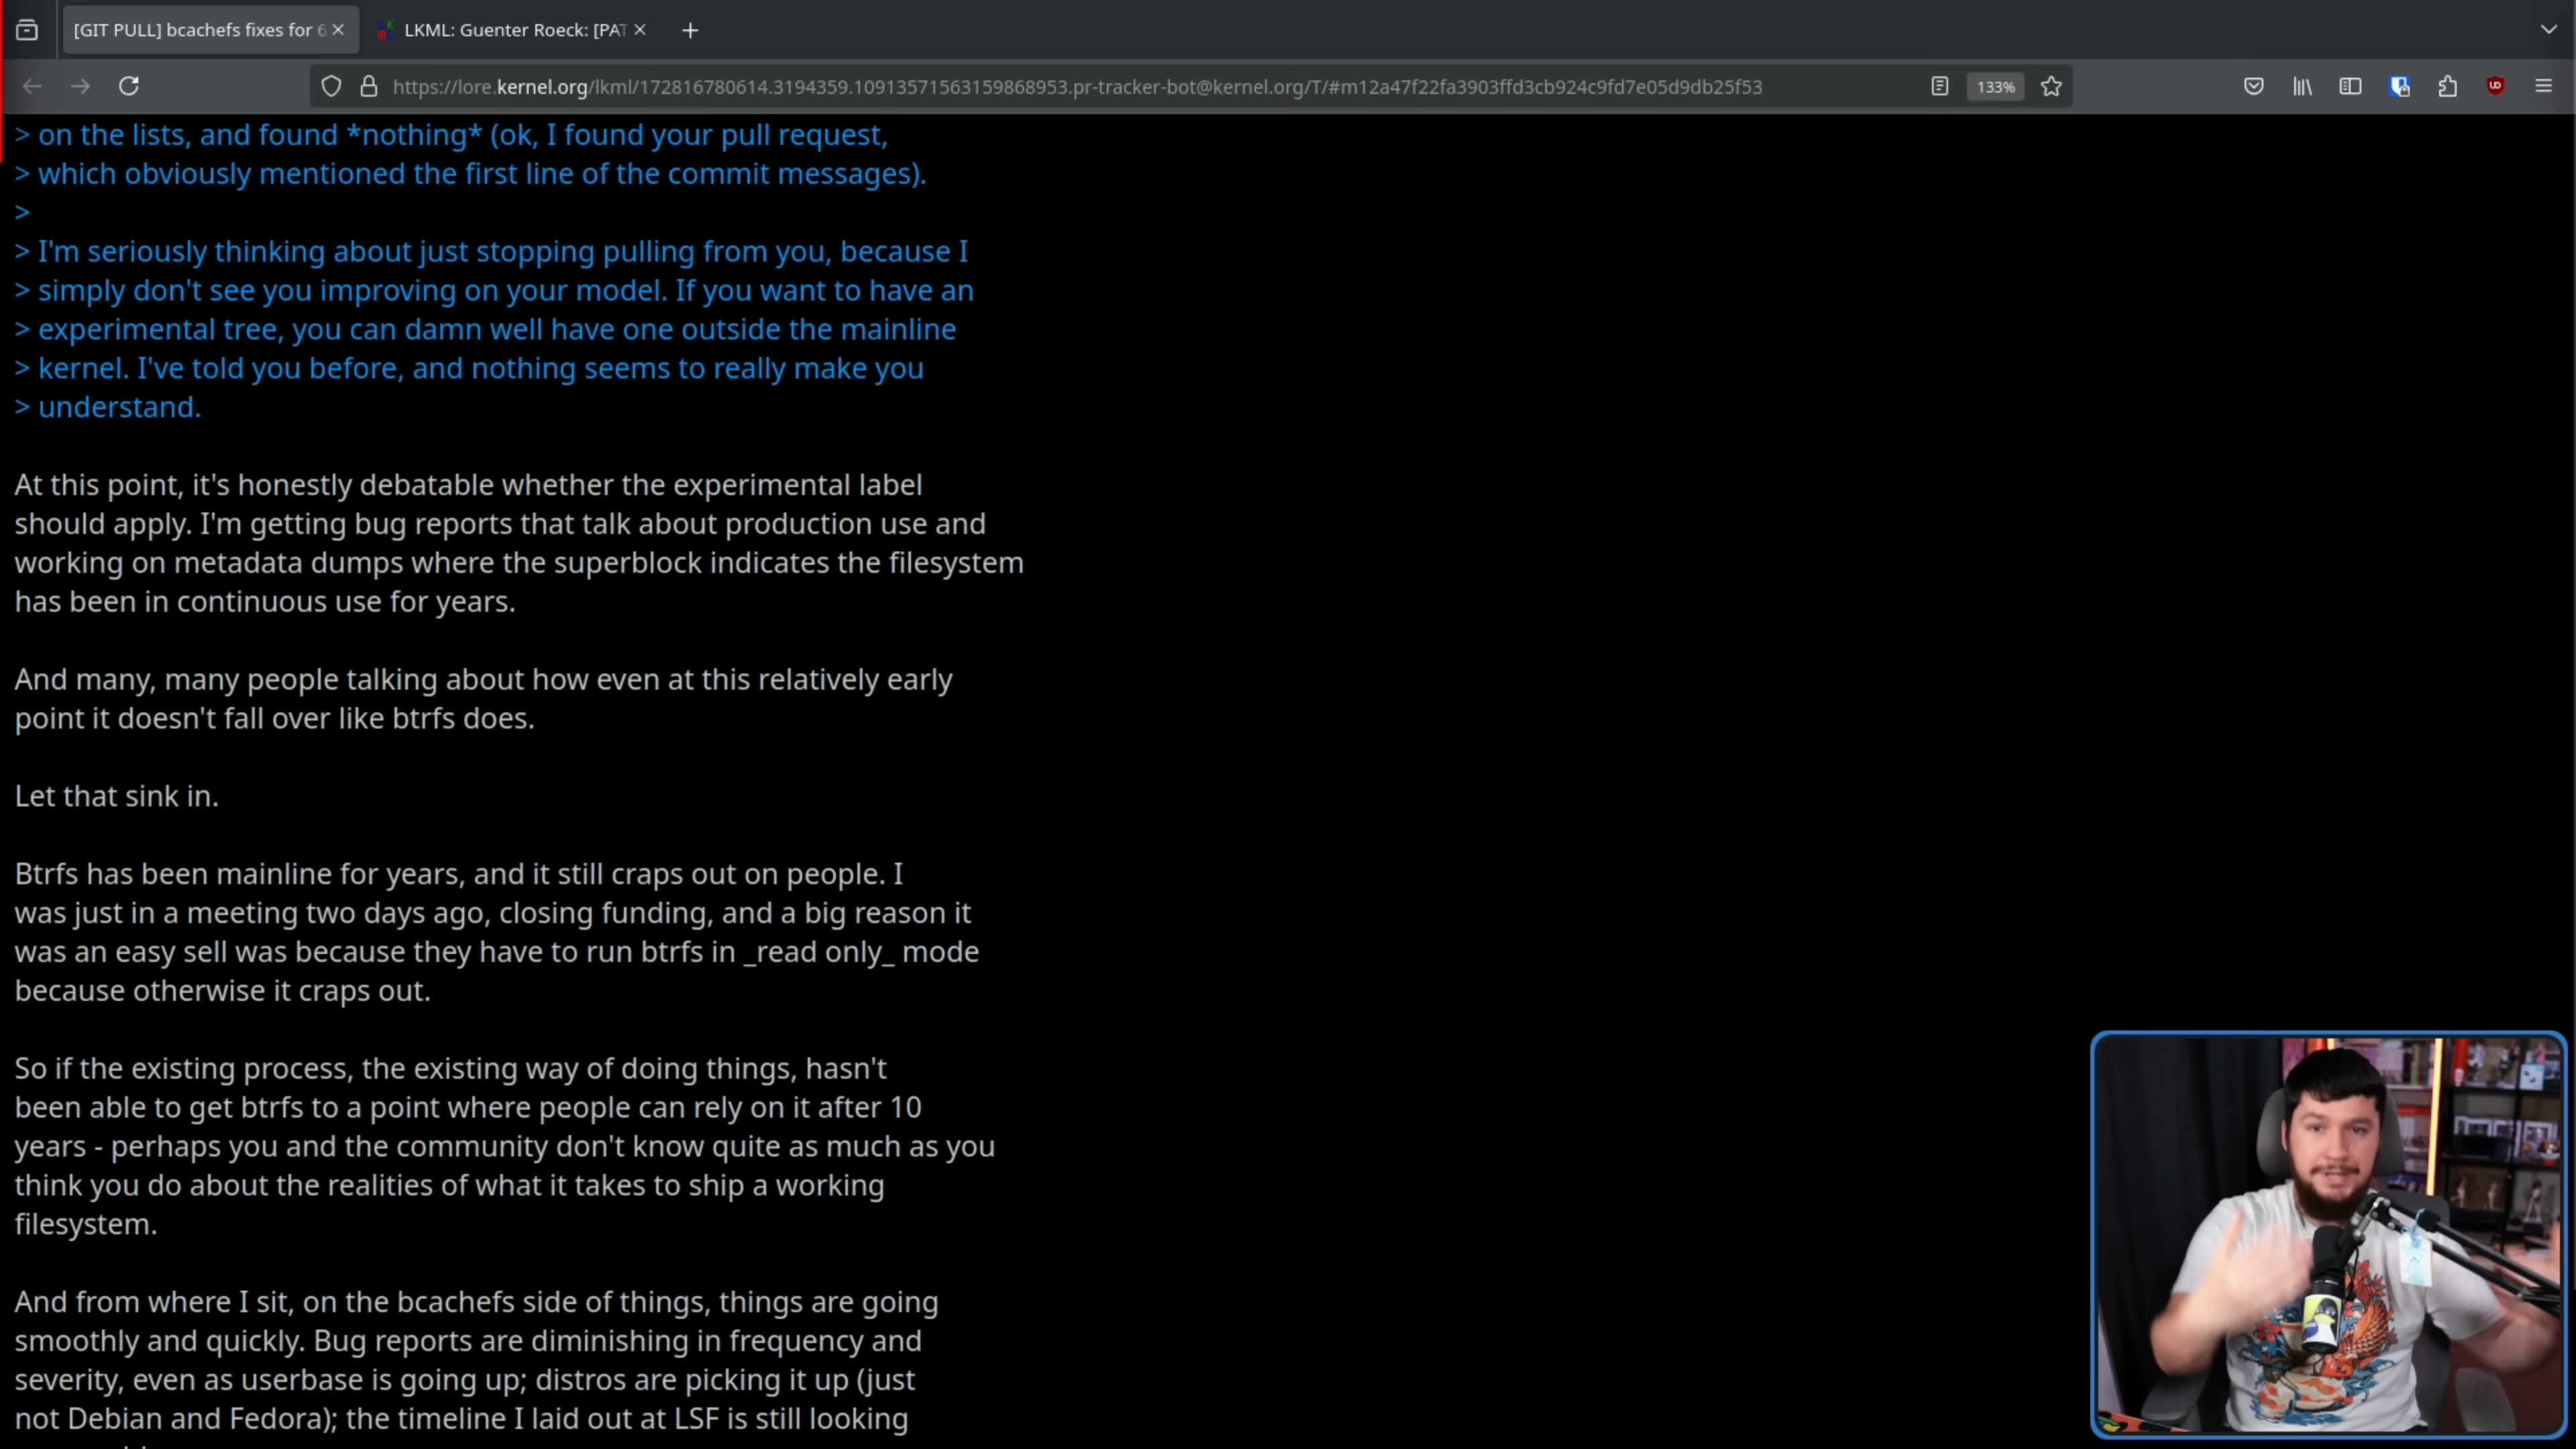 [GIT PULL] bcachefs fixes for 6
LKML: Guenter Roeck: [PAT
https://lore.kernel.org/lkml/172816780614.3194359.10913571563159868953.pr-tracker-bot@kernel.org/T/#m12a47f22fa3903ffd3cb924c9fd7e05d9db25f53
133%
> on the lists, and found *nothing* (ok, I found your pull request,
> which obviously mentioned the first line of the commit messages).
>
> I'm seriously thinking about just stopping pulling from you, because I
> simply don't see you improving on your model. If you want to have an
> experimental tree, you can damn well have one outside the mainline
> kernel. I've told you before, and nothing seems to really make you
> understand.
At this point, it's honestly debatable whether the experimental label
should apply. I'm getting bug reports that talk about production use and
working on metadata dumps where the superblock indicates the filesystem
has been in continuous use for years.
And many, many people talking about how even at this relatively early
point it doesn't fall over like btrfs does.
Let that sink in.
Btrfs has been mainline for years, and it still craps out on people. I
was just in a meeting two days ago, closing funding, and a big reason it
was an easy sell was because they have to run btrfs in _read only_ mode
because otherwise it craps out.
So if the existing process, the existing way of doing things, hasn't
been able to get btrfs to a point where people can rely on it after 10
years - perhaps you and the community don't know quite as much as you
think you do about the realities of what it takes to ship a working
filesystem.
And from where I sit, on the bcachefs side of things, things are going
smoothly and quickly. Bug reports are diminishing in frequency and
severity, even as userbase is going up; distros are picking it up (just
not Debian and Fedora); the timeline I laid out at LSF is still looking